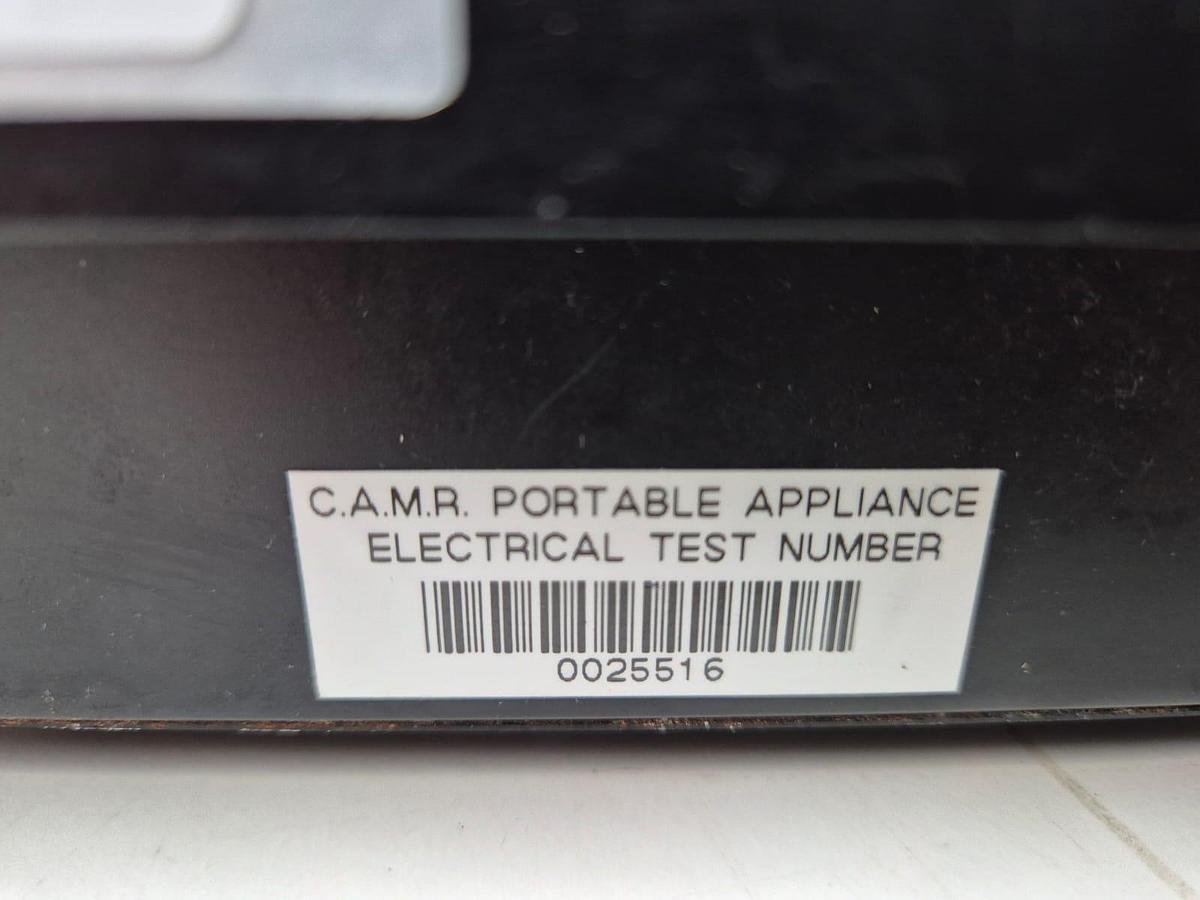 C.A.M.R. PORTABLE APPLIANCE
ELECTRICAL TEST NUMBER
0025516